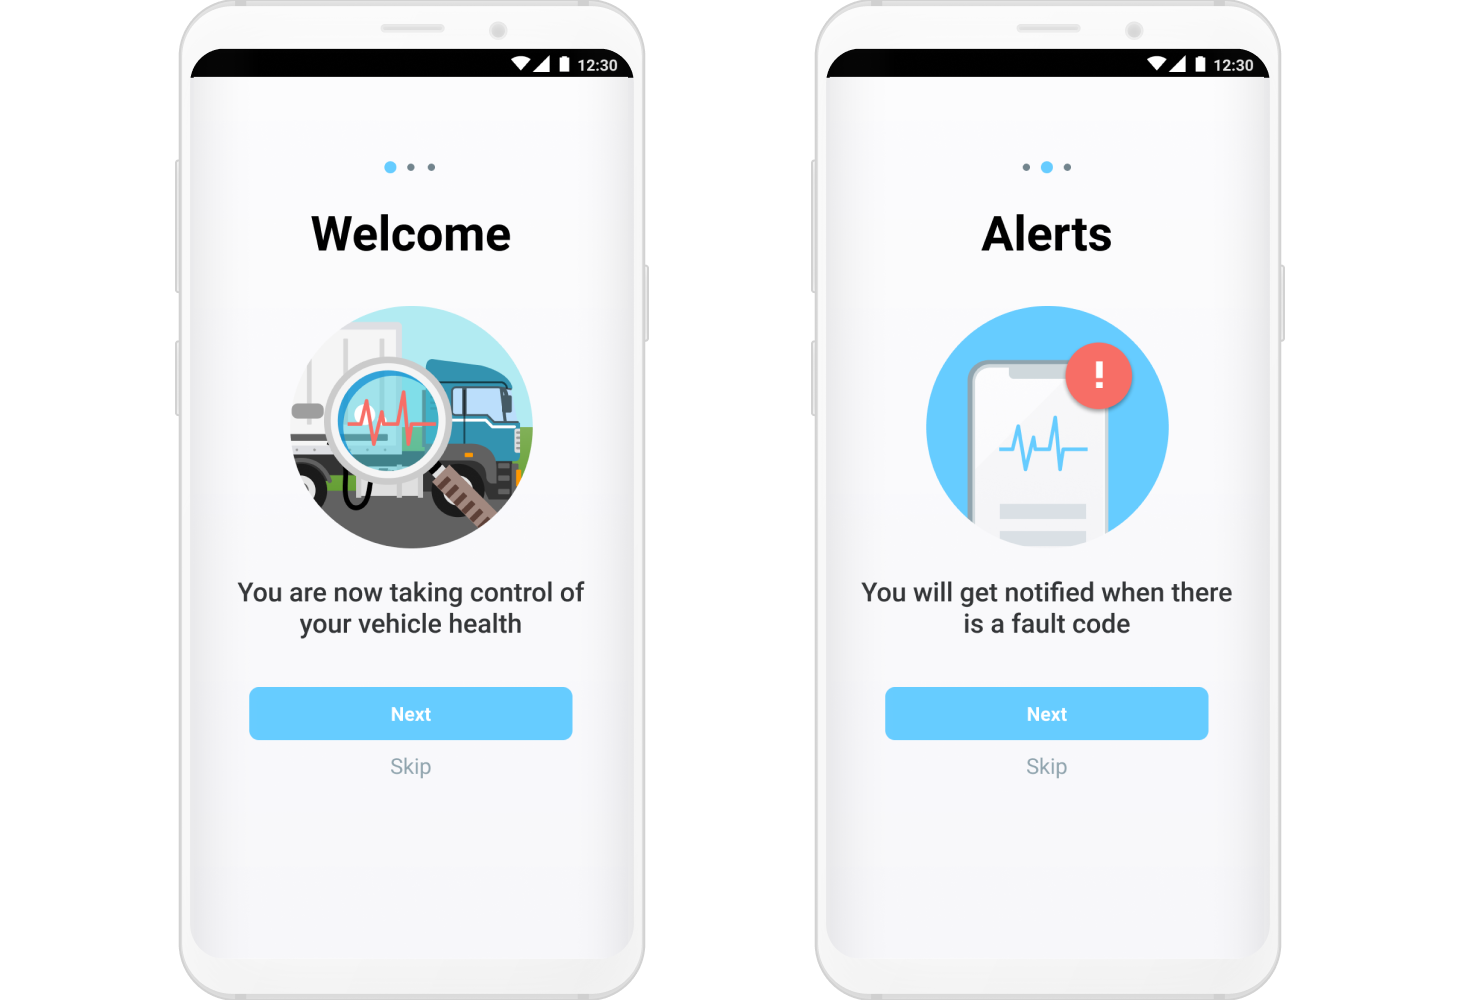 12:30
Welcome
You are now taking control of
your vehicle health
Next
Skip
12:30
Alerts
!
You will get notified when there
is a fault code
Next
Skip